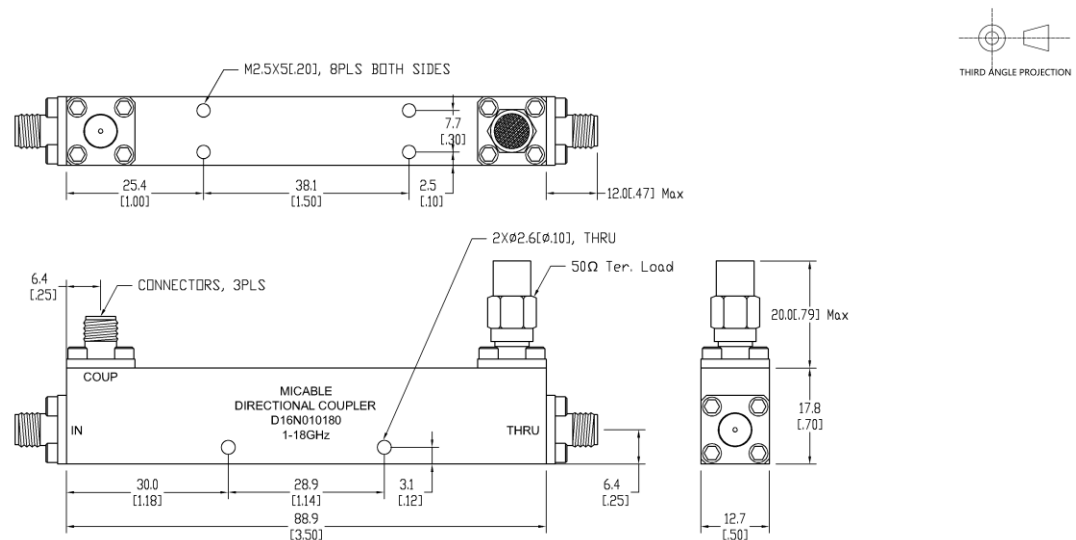 THIRD ANGLE PROJECTION
M2.5X5[.20], 8PLS BOTH SIDES
7.7
[.30]
25.4
[1.00]
38.1
[1.50]
2.5
[.10]
12.0[.47] Max
2XØ2.6[Ø.10], THRU
50Ω Ter. Load
6.4
[.25]
CONNECTORS, 3PLS
20.0[.79] Max
COUP
MICABLE
DIRECTIONAL COUPLER
D16N010180
1-18GHz
IN
THRU
17.8
[.70]
30.0
[1.18]
28.9
[1.14]
3.1
[.12]
6.4
[.25]
88.9
[3.50]
12.7
[.50]